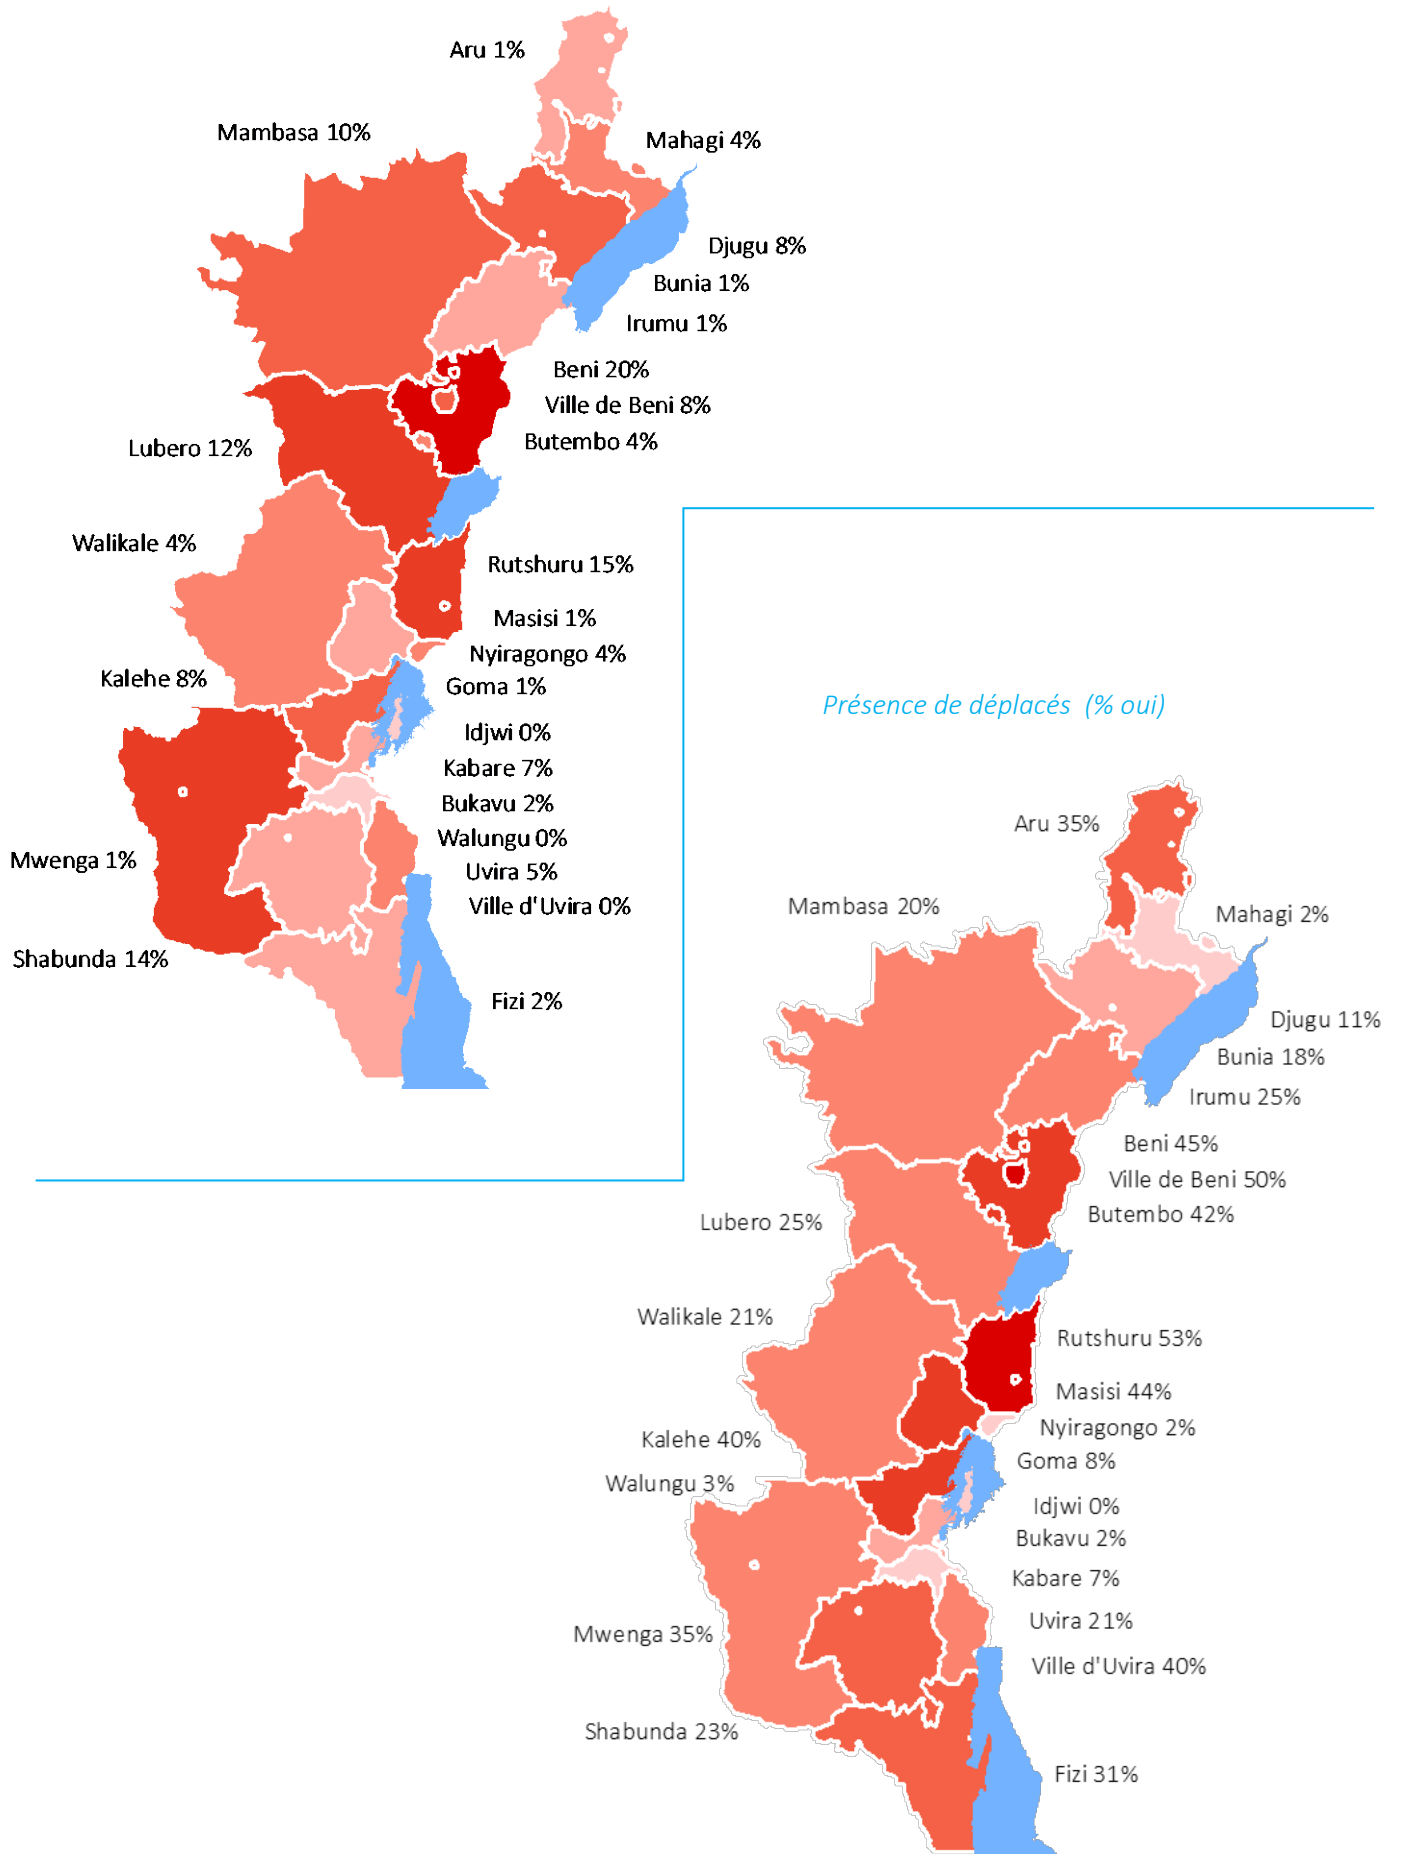 Aru 1%
Mambasa 10%
Mahagi 4%
Djugu 8%
Bunia 1%
Irumu 1%
Beni 20%
Ville de Beni 8%
Butembo 4%
Lubero 12%
Walikale 4%
Rutshuru 15%
Masisi 1%
Nyiragongo 4%
Kalehe 8%
Goma 1%
Idjwi 0%
Kabare 7%
Bukavu 2%
Walungu 0%
Mwenga 1%
Uvira 5%
Ville d'Uvira 0%
Shabunda 14%
Fizi 2%
Présence de déplacés (% oui)
Aru 35%
Mambasa 20%
Mahagi 2%
Djugu 11%
Bunia 18%
Irumu 25%
Beni 45%
Ville de Beni 50%
Butembo 42%
Lubero 25%
Walikale 21%
Rutshuru 53%
Masisi 44%
Nyiragongo 2%
Kalehe 40%
Goma 8%
Walungu 3%
Idjwi 0%
Bukavu 2%
Kabare 7%
Uvira 21%
Mwenga 35%
Ville d'Uvira 40%
Shabunda 23%
Fizi 31%